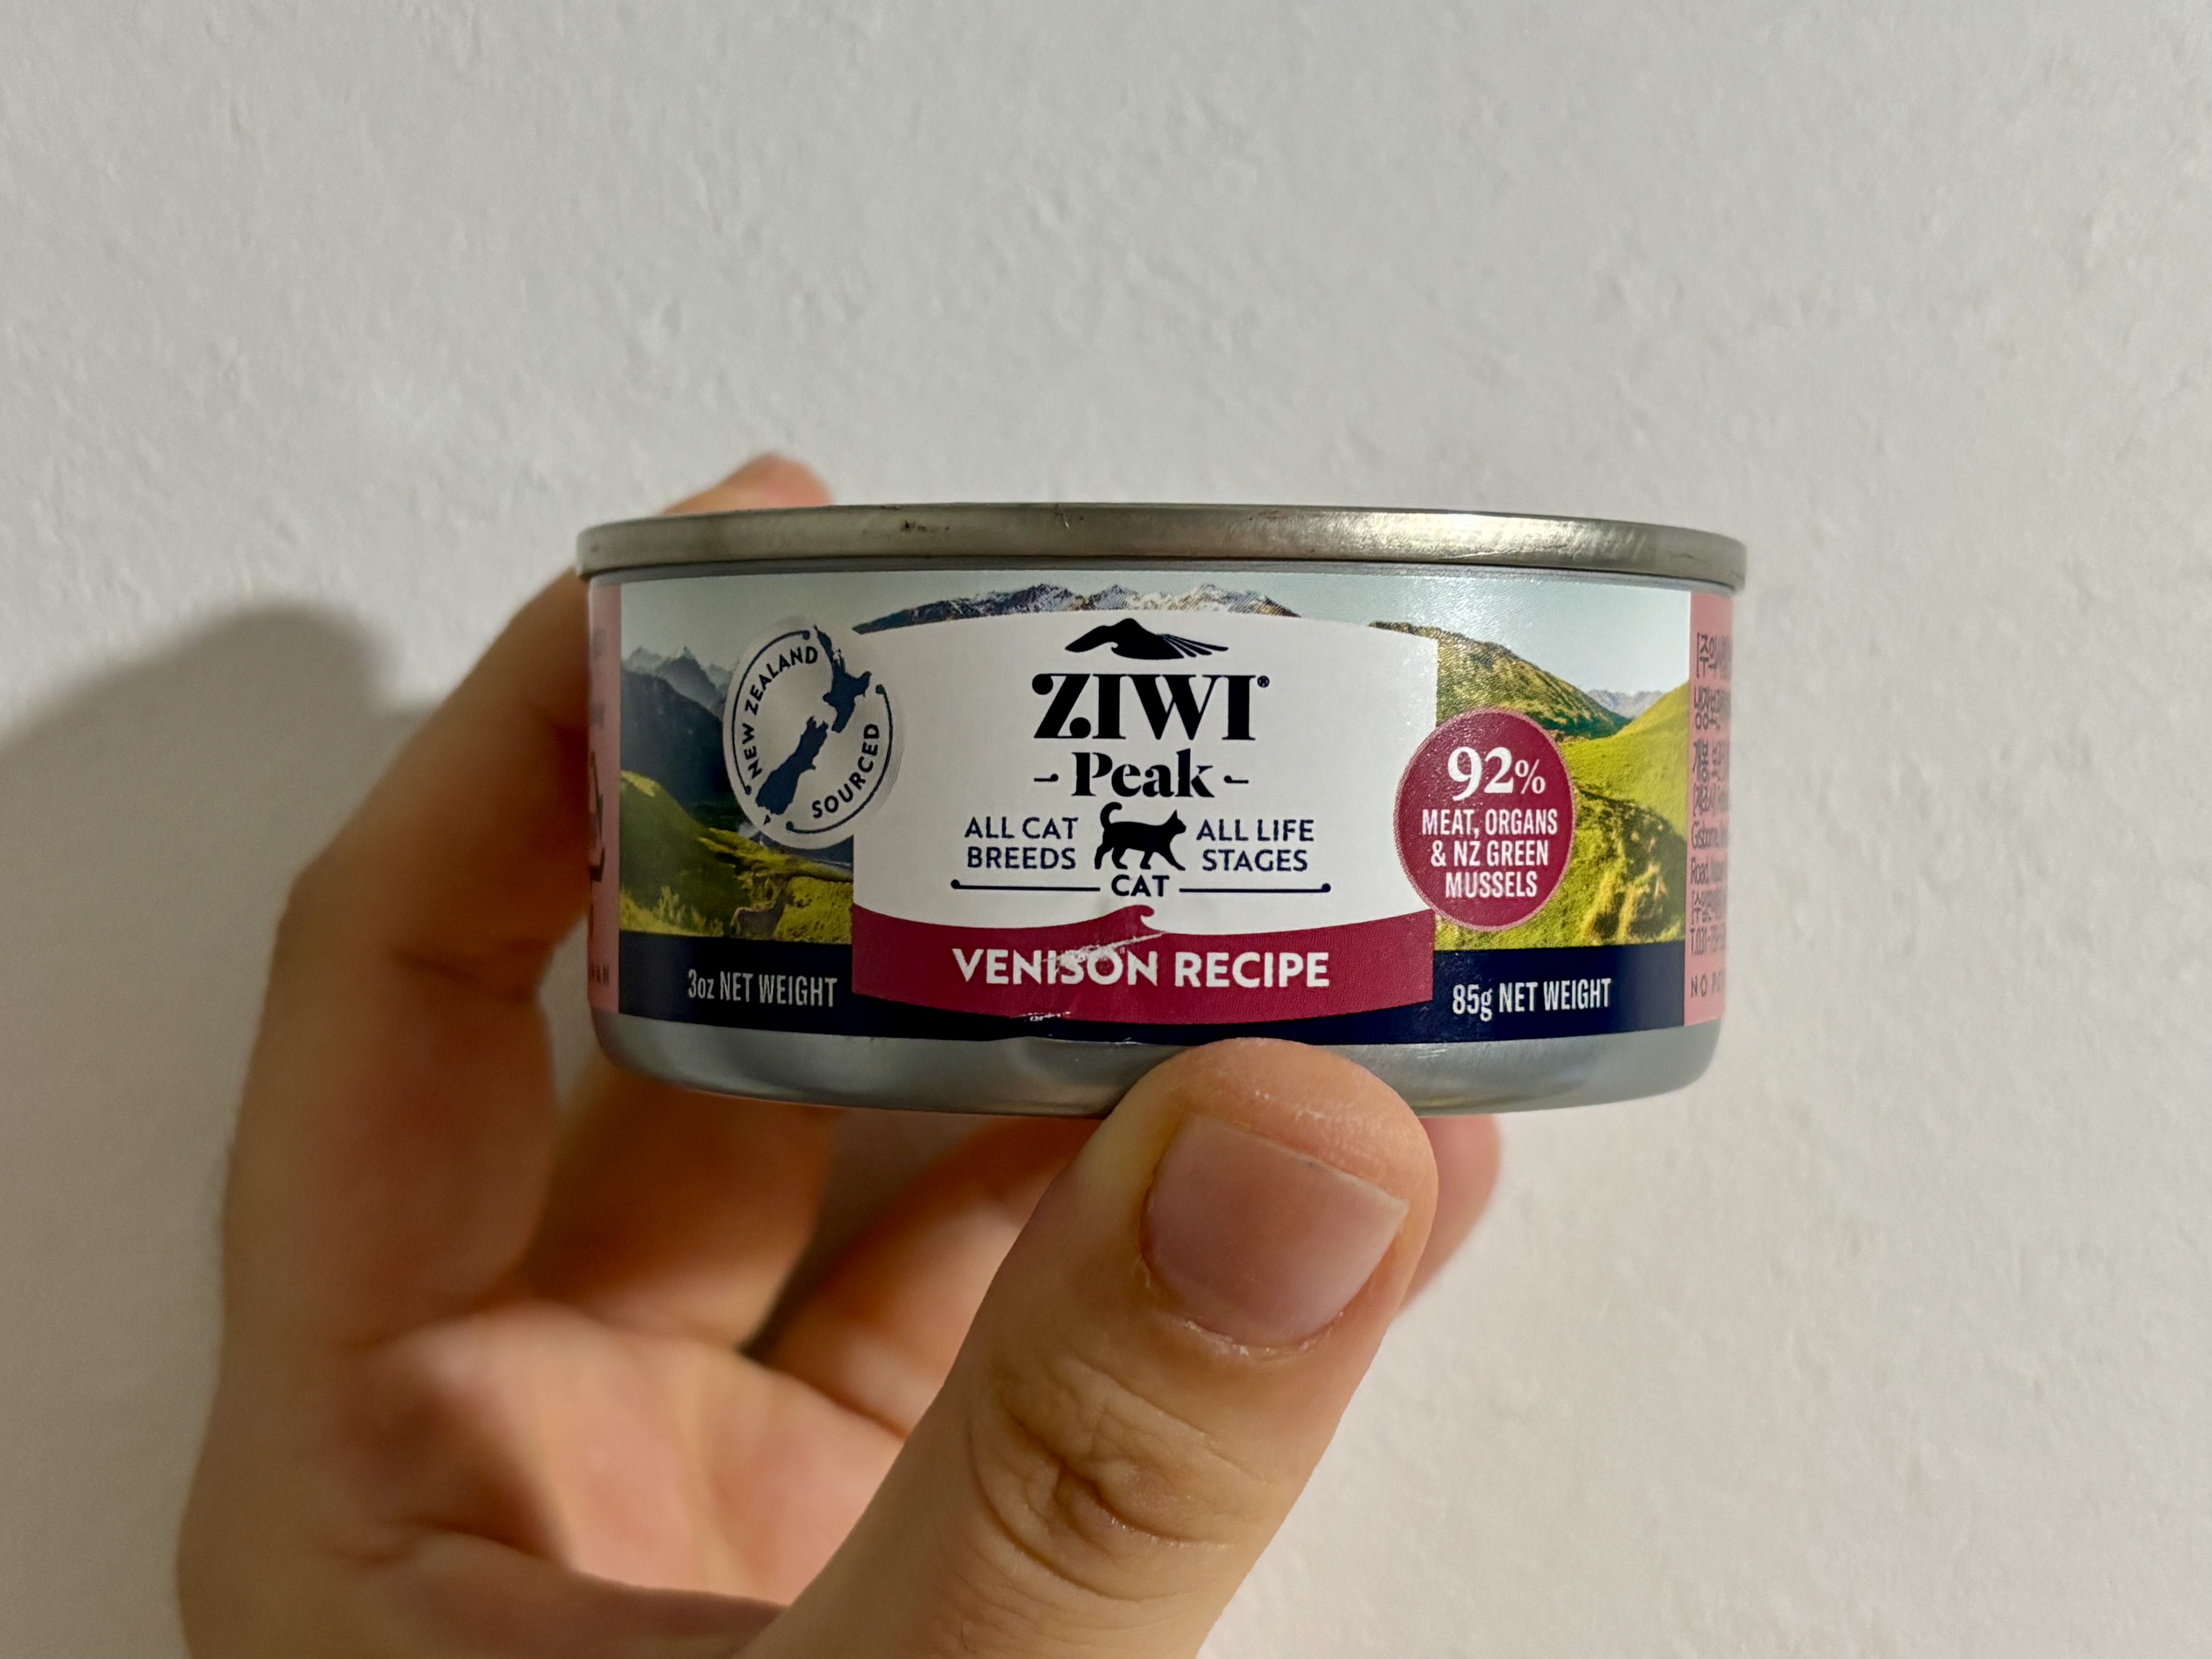 NEW ZEALAND
SOURCED
ZIWI®
Peak
ALL CAT
BREEDS
ALL LIFE
STAGES
CAT
92%
MEAT, ORGANS
& NZ GREEN
MUSSELS
VENISON RECIPE
3oz NET WEIGHT
85g NET WEIGHT
NO